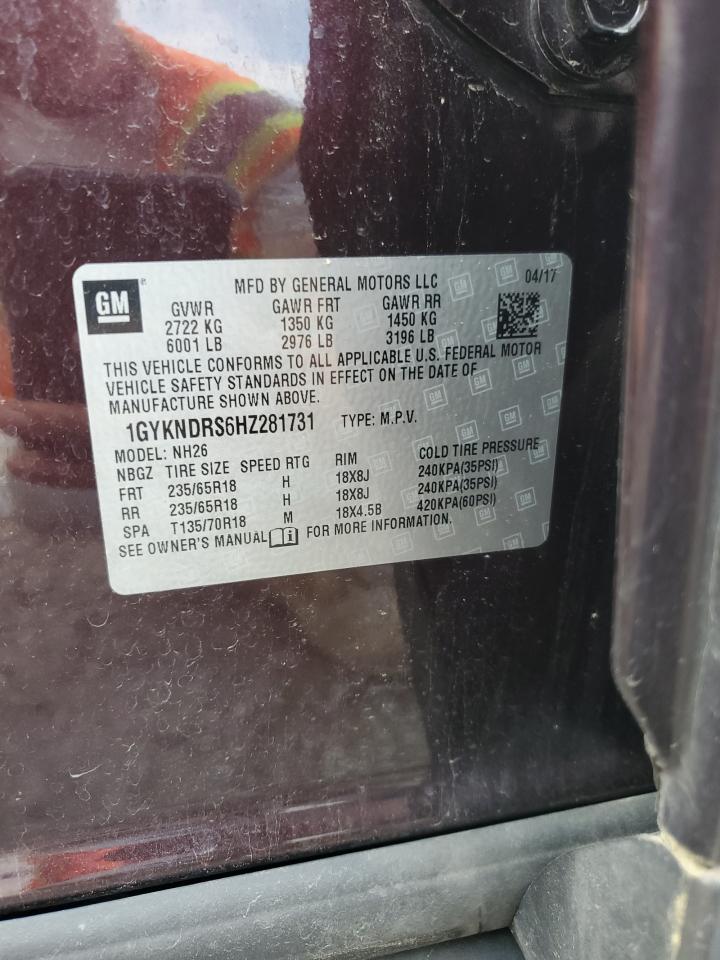 GM
MFD BY GENERAL MOTORS LLC 04/17
GVWR GAWR FRT GAWR RR
2722 KG 1350 KG 1450 KG
6001 LB 2976 LB 3196 LB
THIS VEHICLE CONFORMS TO ALL APPLICABLE U.S. FEDERAL MOTOR
VEHICLE SAFETY STANDARDS IN EFFECT ON THE DATE OF
MANUFACTURE SHOWN ABOVE.
1GYKNDRS6HZ281731 TYPE: M.P.V.
MODEL: NH26
NBGZ TIRE SIZE SPEED RTG RIM COLD TIRE PRESSURE
FRT 235/65R18 H 18X8J 240KPA(35PSI)
RR 235/65R18 H 18X8J 240KPA(35PSI)
SPA T135/70R18 M 18X4.5B 420KPA(60PSI)
SEE OWNER'S MANUAL i FOR MORE INFORMATION.